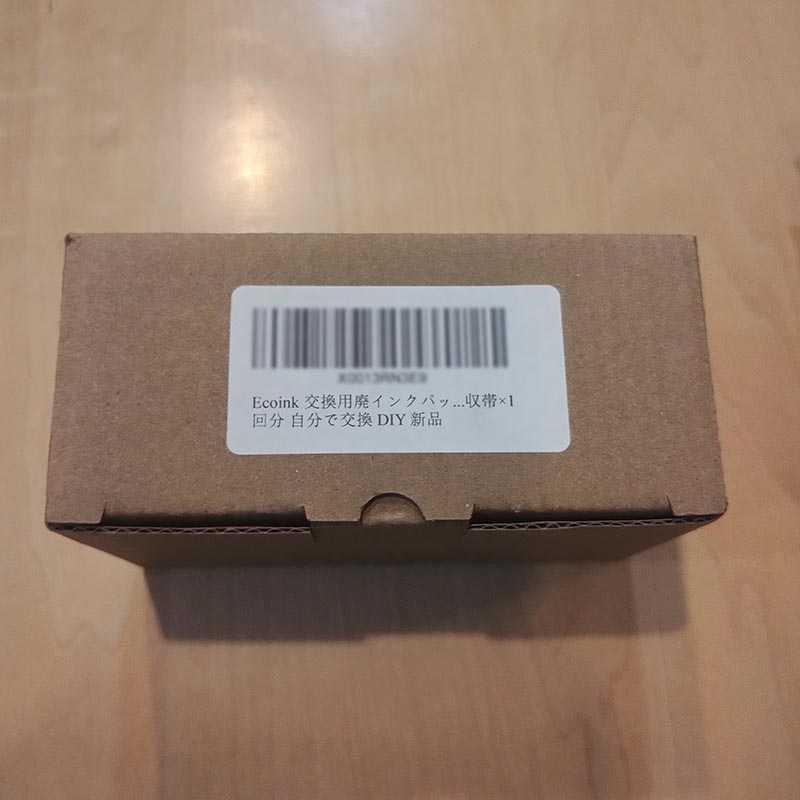 X0013RN3E9
Ecoink 交換用廃インクパッ...収帯×1
回分 自分で交換 DIY 新品